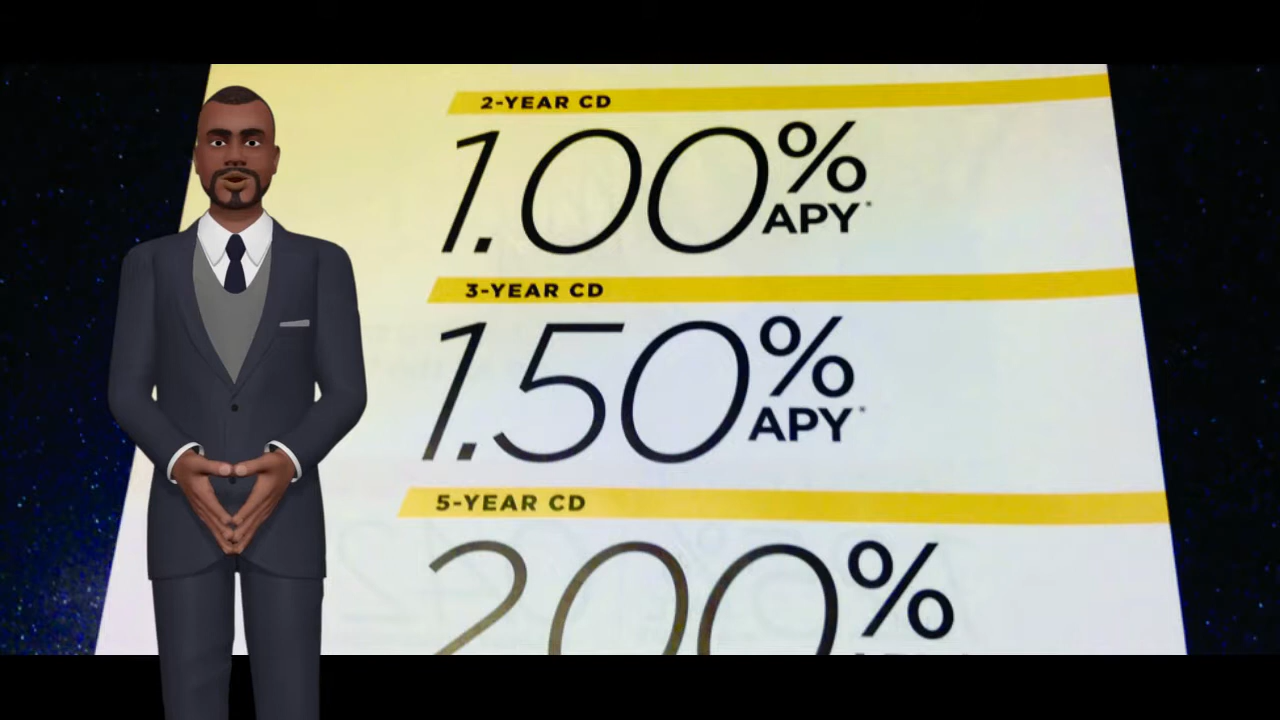 2-YEAR CD
1.00%
APY*
3-YEAR CD
1.50%
APY*
5-YEAR CD
2.00%